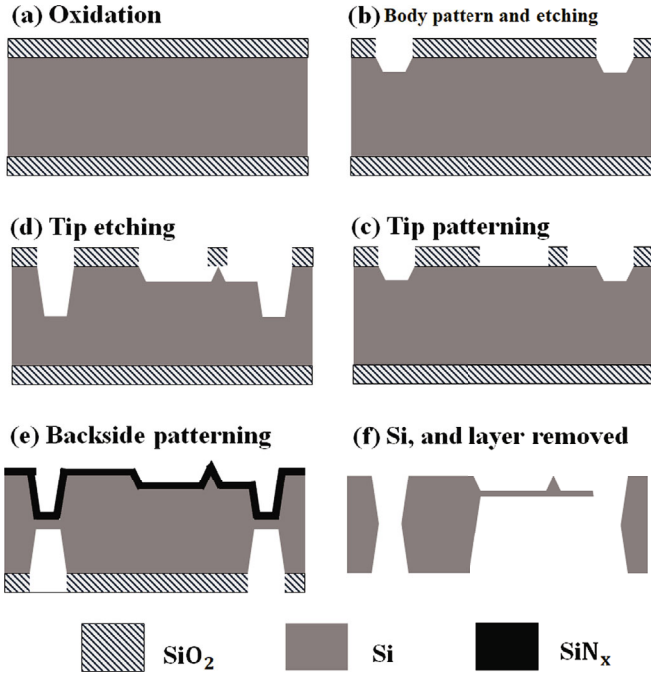 (a) Oxidation
(b) Body pattern and etching
(d) Tip etching
(c) Tip patterning
(e) Backside patterning
(f) Si, and layer removed
SiO₂
Si
SiNₓ